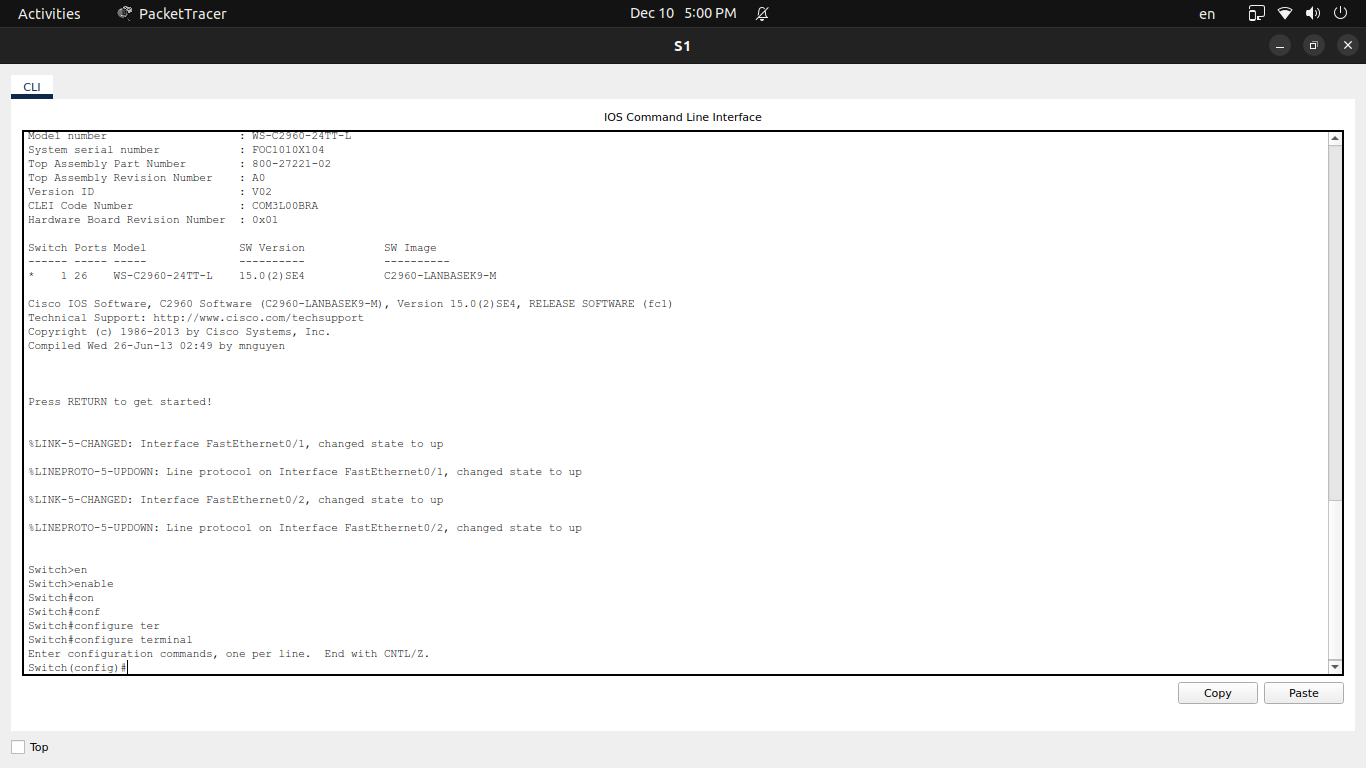 Activities PacketTracer Dec 10 5:00 PM en
S1
CLI
IOS Command Line Interface
Model number : WS-C2960-24TT-L
System serial number : FOC1010X104
Top Assembly Part Number : 800-27221-02
Top Assembly Revision Number : A0
Version ID : V02
CLEI Code Number : COM3L00BRA
Hardware Board Revision Number : 0x01
Switch Ports Model SW Version SW Image
------ ----- ----- ---------- ----------
* 1 26 WS-C2960-24TT-L 15.0(2)SE4 C2960-LANBASEK9-M
Cisco IOS Software, C2960 Software (C2960-LANBASEK9-M), Version 15.0(2)SE4, RELEASE SOFTWARE (fc1)
Technical Support: http://www.cisco.com/techsupport
Copyright (c) 1986-2013 by Cisco Systems, Inc.
Compiled Wed 26-Jun-13 02:49 by mnguyen
Press RETURN to get started!
%LINK-5-CHANGED: Interface FastEthernet0/1, changed state to up
%LINEPROTO-5-UPDOWN: Line protocol on Interface FastEthernet0/1, changed state to up
%LINK-5-CHANGED: Interface FastEthernet0/2, changed state to up
%LINEPROTO-5-UPDOWN: Line protocol on Interface FastEthernet0/2, changed state to up
Switch>en
Switch>enable
Switch#con
Switch#conf
Switch#configure ter
Switch#configure terminal
Enter configuration commands, one per line. End with CNTL/Z.
Switch(config)#
Copy Paste
Top